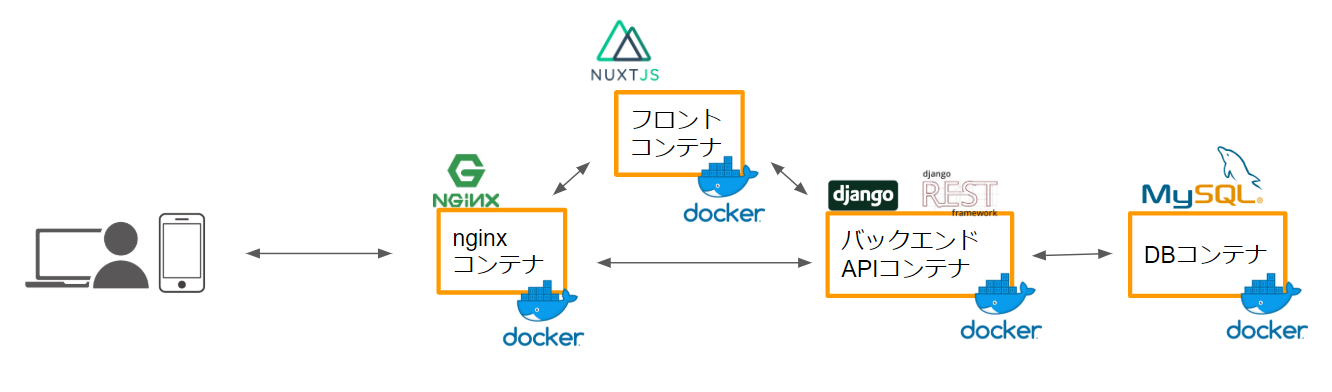 NUXTJS
フロント
コンテナ
docker
NGiNX
nginx
コンテナ
docker
django
django
REST
framework
バックエンド
APIコンテナ
docker
MySQL®
DBコンテナ
docker